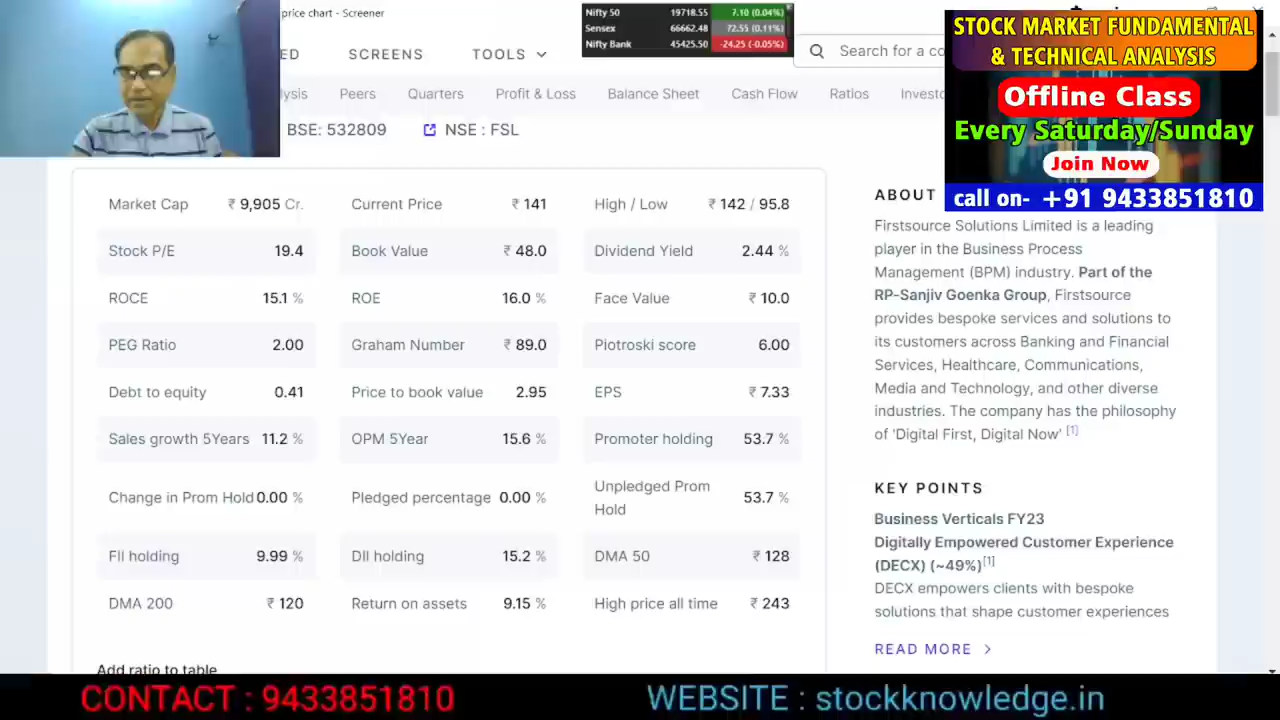 price chart - Screener
Nifty 50 19718.55 7.10 (0.04%)
Sensex 66662.48 72.55 (0.11%)
Nifty Bank 45425.50 -24.25 (-0.05%)
STOCK MARKET FUNDAMENTAL
& TECHNICAL ANALYSIS
Offline Class
Every Saturday/Sunday
Join Now
call on- +91 9433851810
ED SCREENS TOOLS
Search for a co
lysis Peers Quarters Profit & Loss Balance Sheet Cash Flow Ratios Investo
BSE: 532809 NSE : FSL
Market Cap ₹ 9,905 Cr. Current Price ₹ 141 High / Low ₹ 142 / 95.8
Stock P/E 19.4 Book Value ₹ 48.0 Dividend Yield 2.44 %
ROCE 15.1 % ROE 16.0 % Face Value ₹ 10.0
PEG Ratio 2.00 Graham Number ₹ 89.0 Piotroski score 6.00
Debt to equity 0.41 Price to book value 2.95 EPS ₹ 7.33
Sales growth 5Years 11.2 % OPM 5Year 15.6 % Promoter holding 53.7 %
Change in Prom Hold 0.00 % Pledged percentage 0.00 % Unpledged Prom
Hold 53.7 %
FII holding 9.99 % DII holding 15.2 % DMA 50 ₹ 128
DMA 200 ₹ 120 Return on assets 9.15 % High price all time ₹ 243
Add ratio to table
ABOUT
Firstsource Solutions Limited is a leading
player in the Business Process
Management (BPM) industry. Part of the
RP-Sanjiv Goenka Group, Firstsource
provides bespoke services and solutions to
its customers across Banking and Financial
Services, Healthcare, Communications,
Media and Technology, and other diverse
industries. The company has the philosophy
of 'Digital First, Digital Now' [1]
KEY POINTS
Business Verticals FY23
Digitally Empowered Customer Experience
(DECX) (~49%)[1]
DECX empowers clients with bespoke
solutions that shape customer experiences
READ MORE
CONTACT : 9433851810 WEBSITE : stockknowledge.in